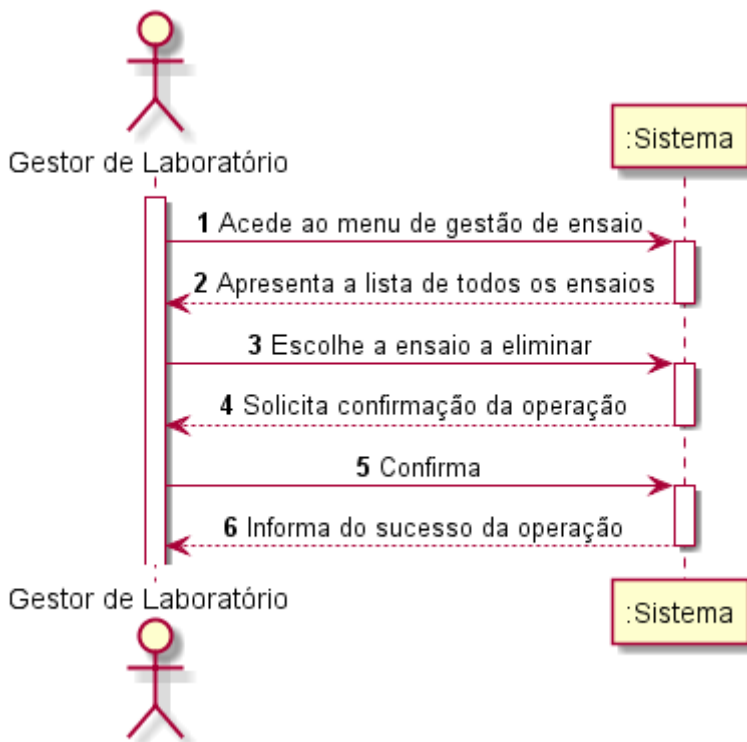 Gestor de Laboratório
:Sistema
1 Acede ao menu de gestão de ensaio
2 Apresenta a lista de todos os ensaios
3 Escolhe a ensaio a eliminar
4 Solicita confirmação da operação
5 Confirma
6 Informa do sucesso da operação
Gestor de Laboratório
:Sistema